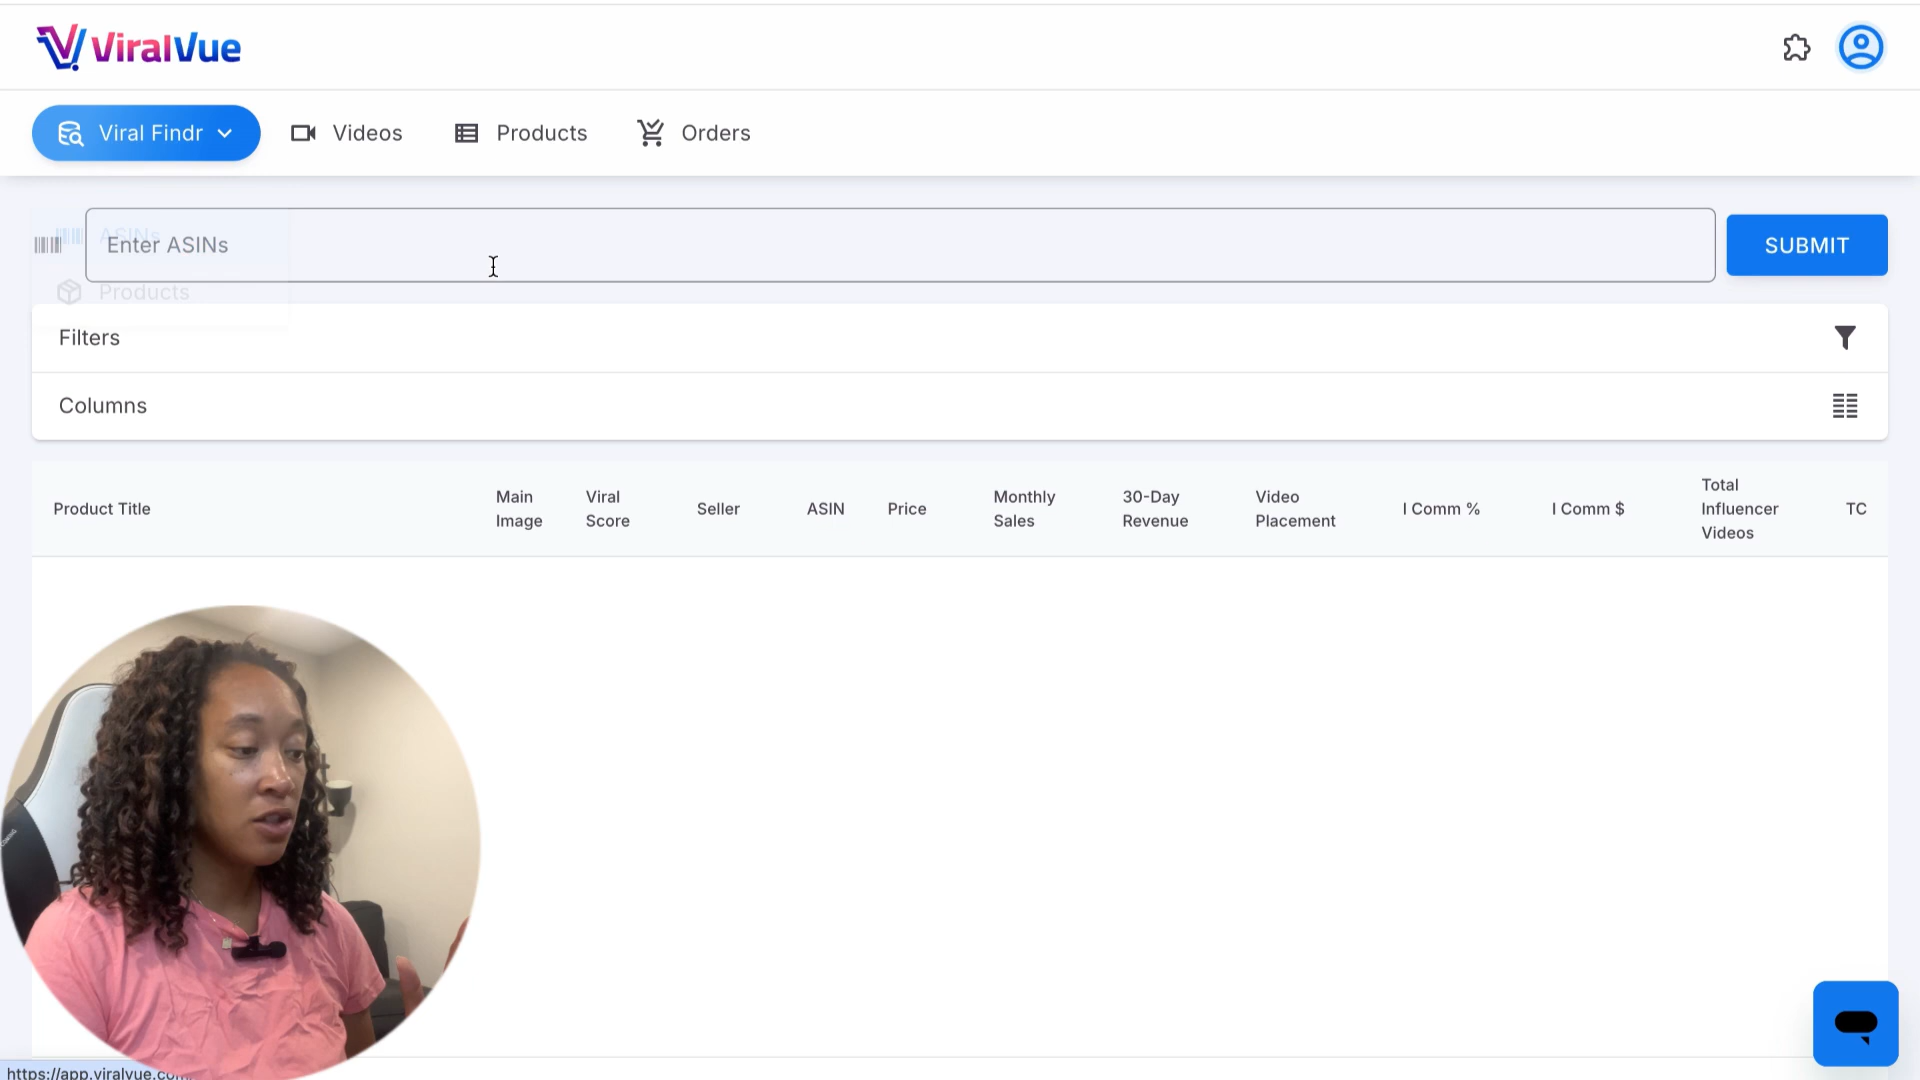 ViralVue
Viral Findr
Videos
Products
Orders
ASINs
Enter ASINs
SUBMIT
Products
Filters
Columns
Product Title
Main
Image
Viral
Score
Seller
ASIN
Price
Monthly
Sales
30-Day
Revenue
Video
Placement
I Comm %
I Comm $
Total
Influencer
Videos
TC
https://app.viralvue.com